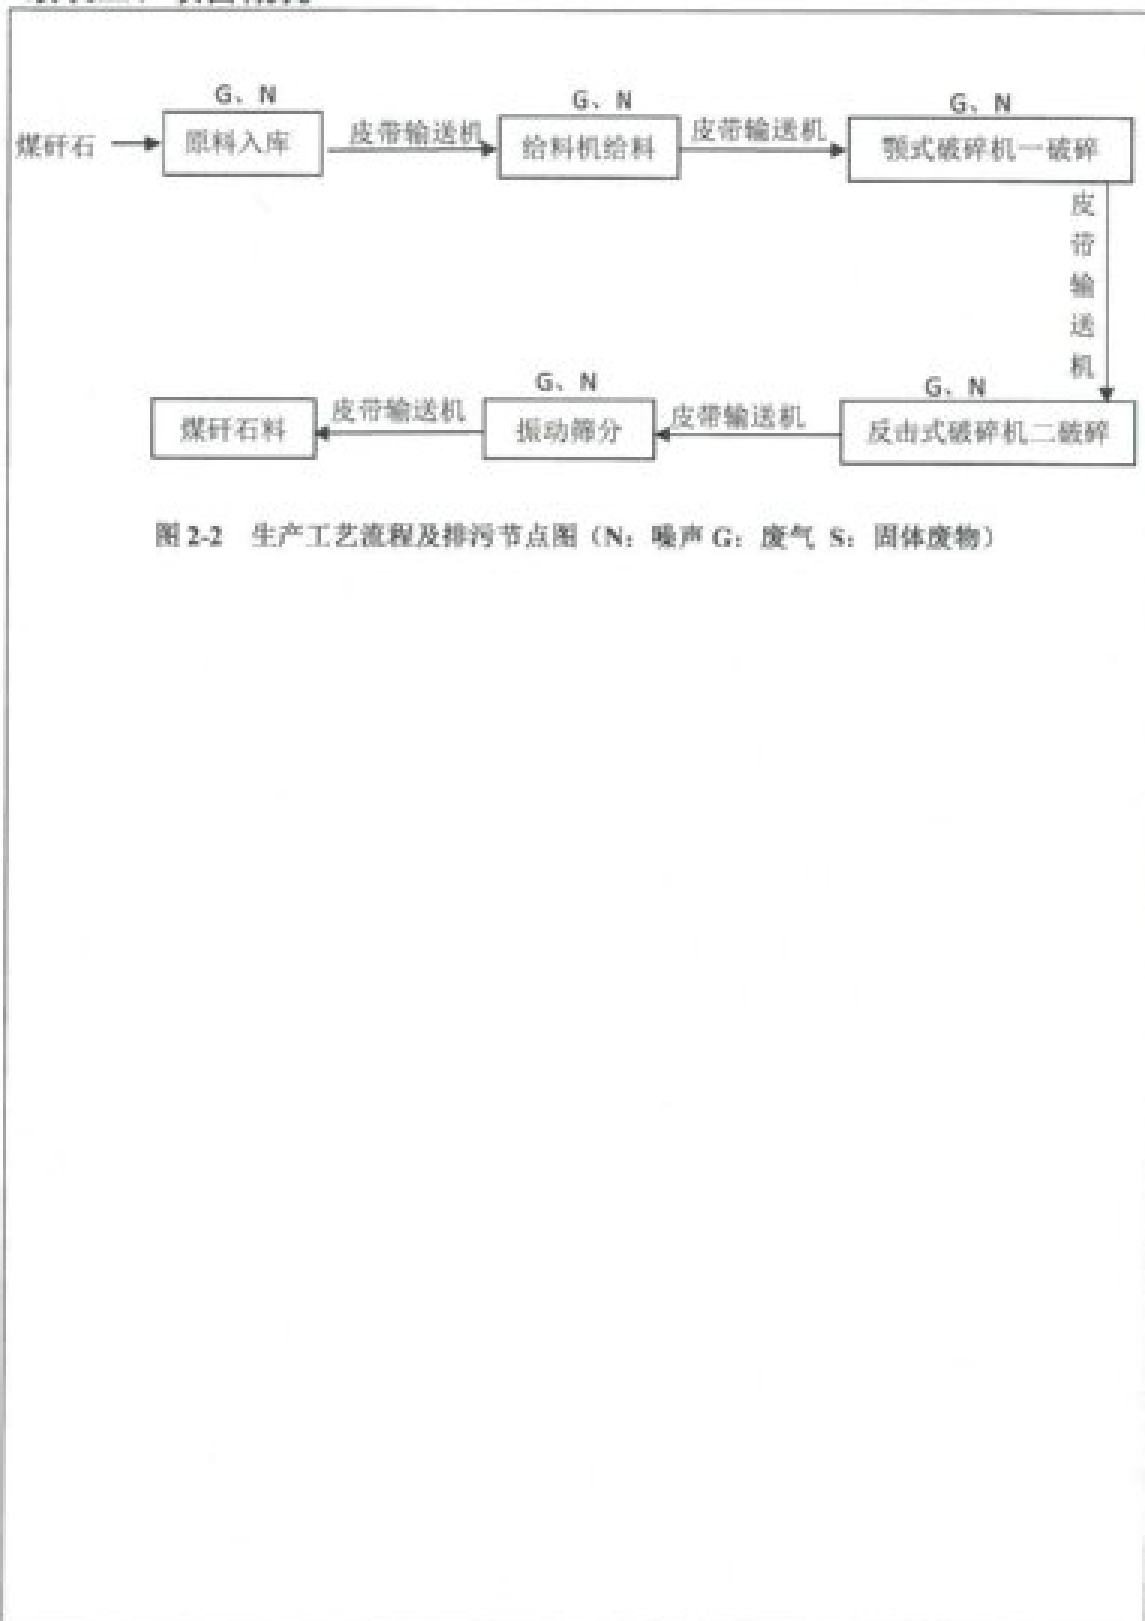 G、N
G、N
G、N
煤矸石
原料入库
皮带输送机
给料机给料
皮带输送机
颚式破碎机一破碎
皮带输送机
G、N
G、N
煤矸石料
皮带输送机
振动筛分
皮带输送机
反击式破碎机二破碎
图 2-2 生产工艺流程及排污节点图（N：噪声 G：废气 S：固体废物）